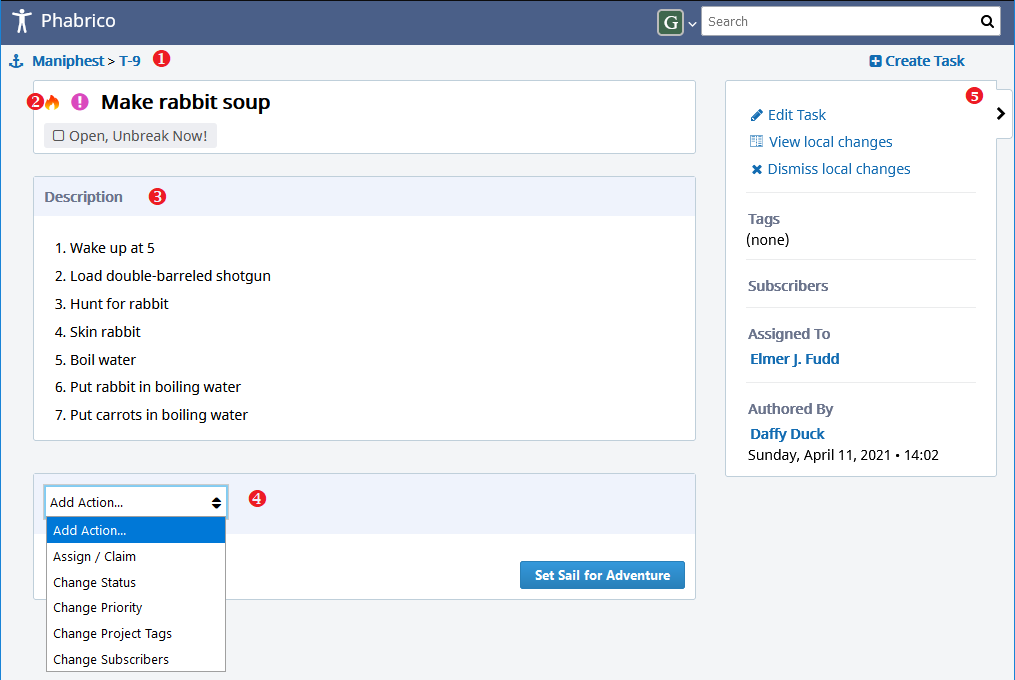 Phabrico
G
Search
Maniphest > T-9 1
Create Task
2 ! Make rabbit soup
Open, Unbreak Now!
Description 3
1. Wake up at 5
2. Load double-barreled shotgun
3. Hunt for rabbit
4. Skin rabbit
5. Boil water
6. Put rabbit in boiling water
7. Put carrots in boiling water
Add Action... 4
Add Action...
Assign / Claim
Change Status
Change Priority
Change Project Tags
Change Subscribers
Set Sail for Adventure
5
Edit Task
View local changes
Dismiss local changes
Tags
(none)
Subscribers
Assigned To
Elmer J. Fudd
Authored By
Daffy Duck
Sunday, April 11, 2021 • 14:02